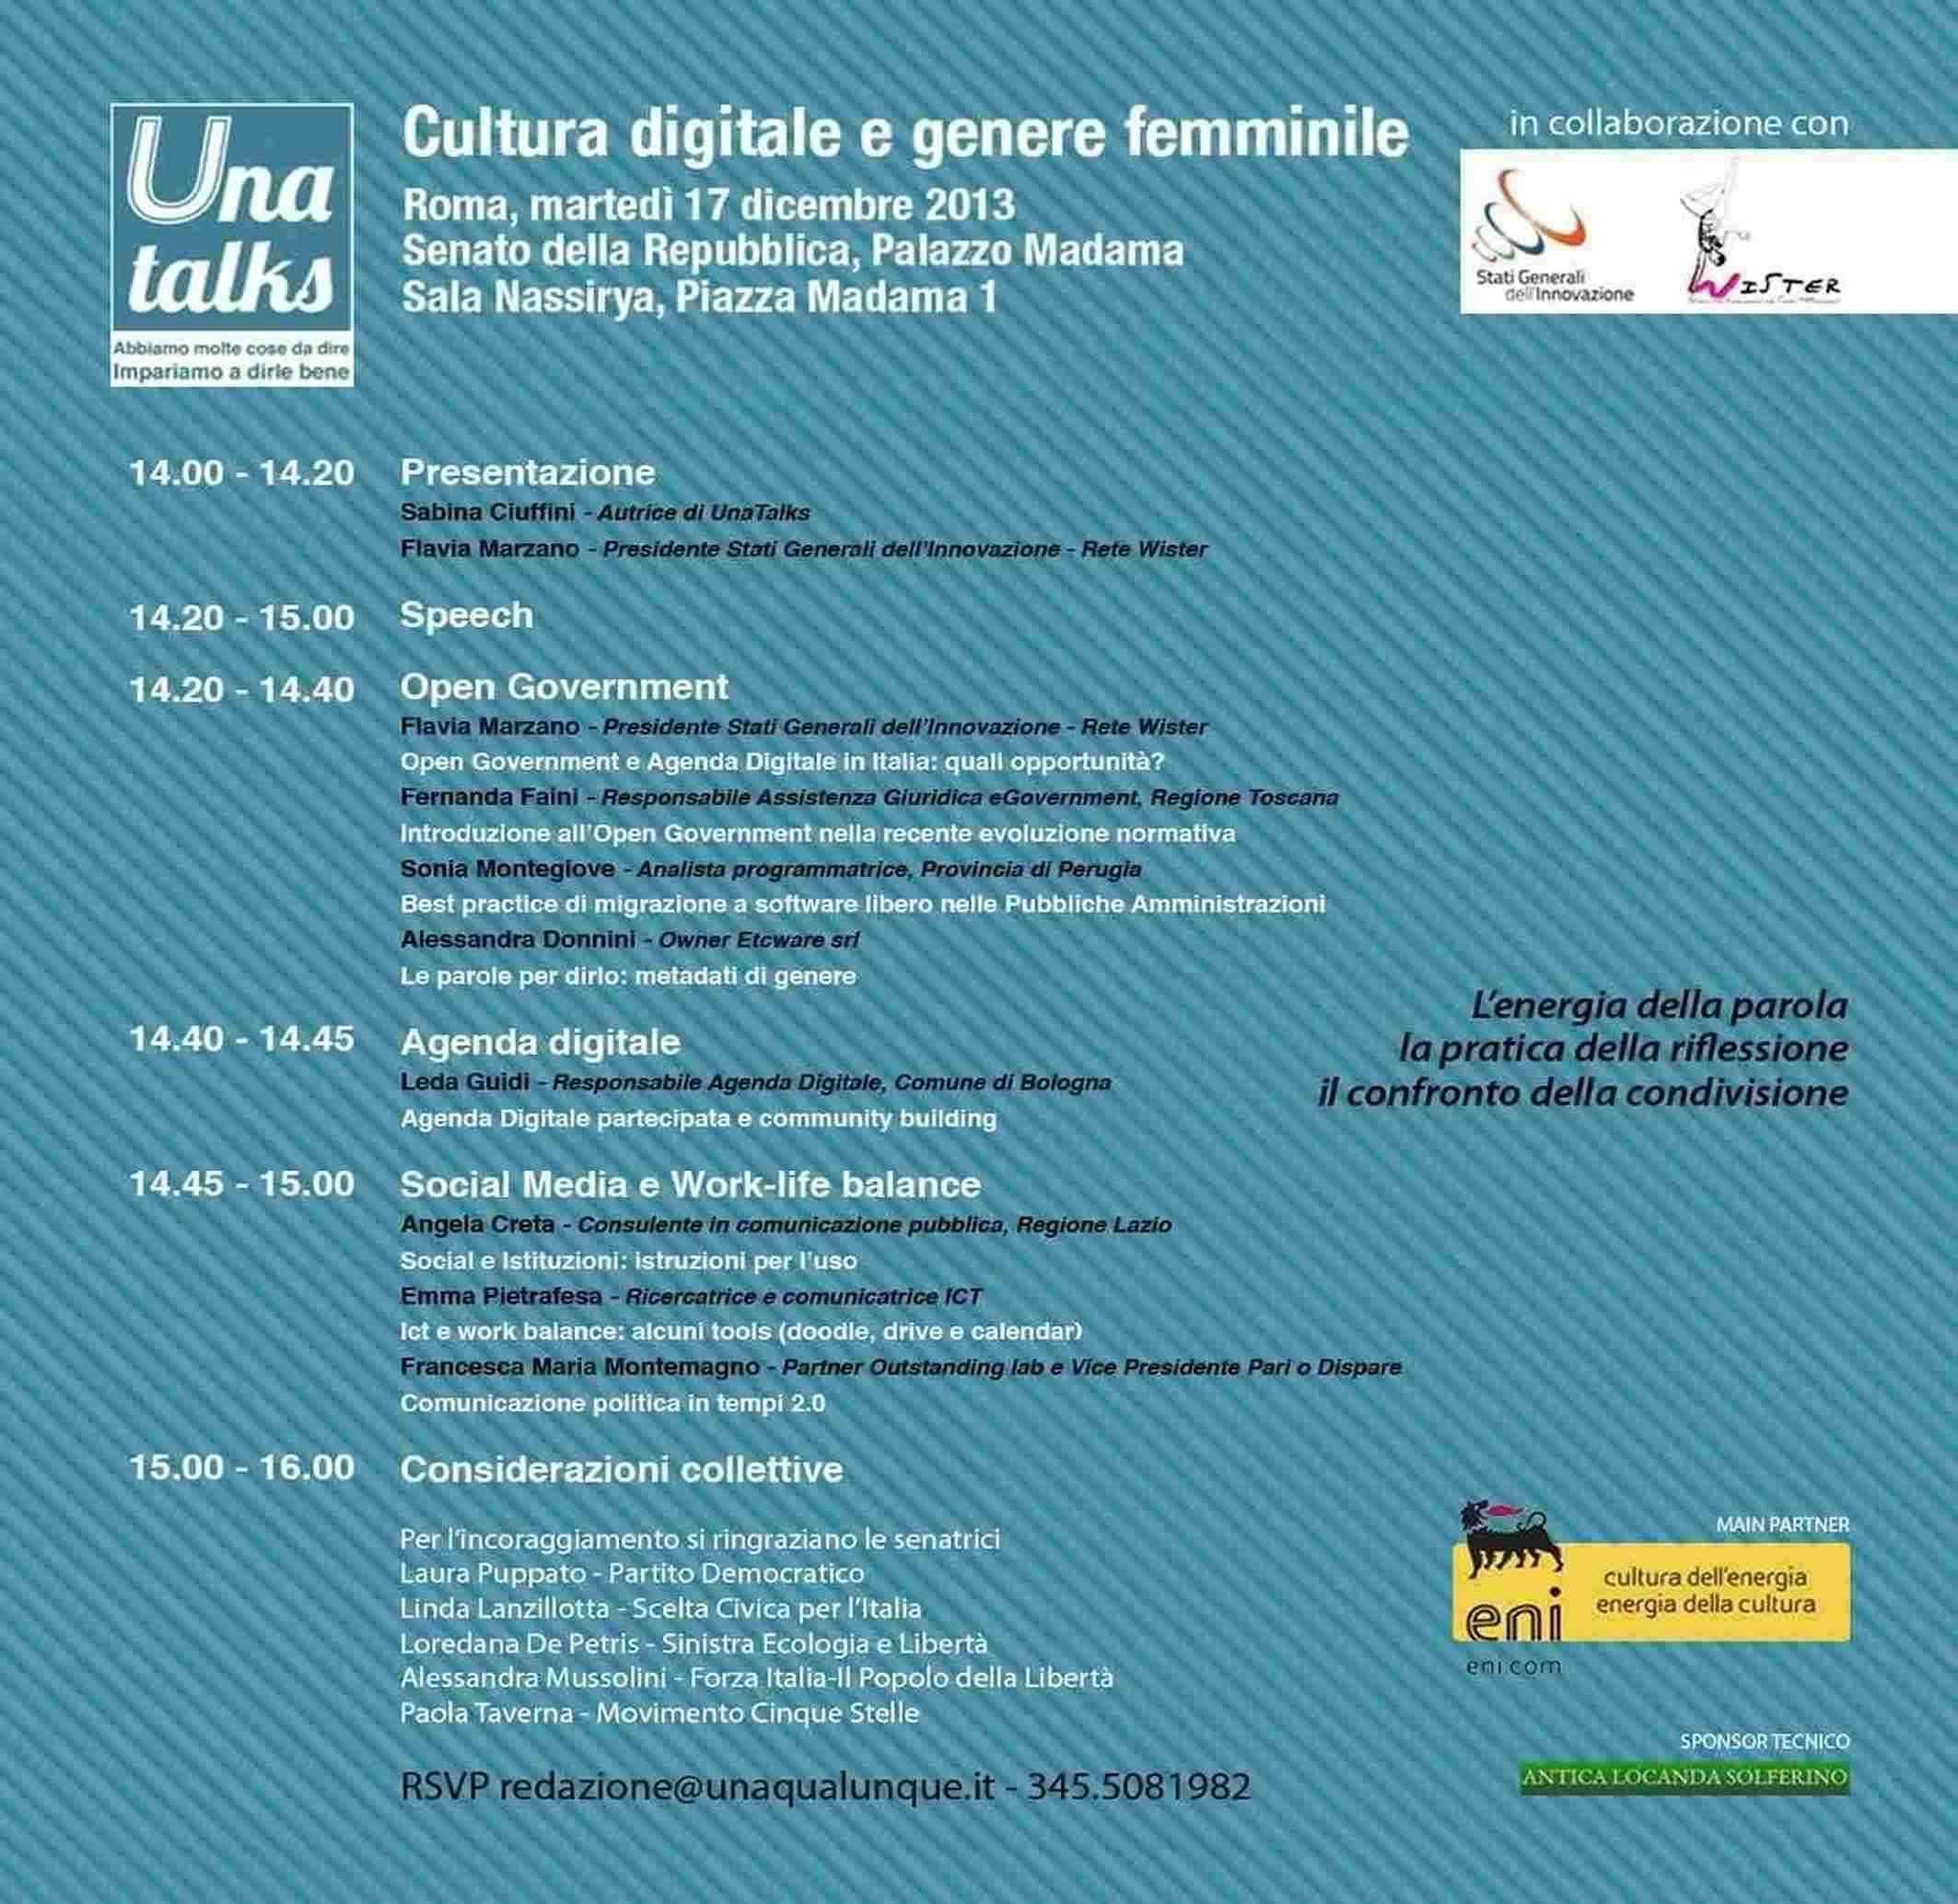 Una
talks
Abbiamo molte cose da dire
Impariamo a dirle bene
Cultura digitale e genere femminile
Roma, martedì 17 dicembre 2013
Senato della Repubblica, Palazzo Madama
Sala Nassirya, Piazza Madama 1
in collaborazione con
Stati Generali
dell'Innovazione
WISTER
14.00 - 14.20 Presentazione
Sabina Ciuffini - Autrice di UnaTalks
Flavia Marzano - Presidente Stati Generali dell'Innovazione - Rete Wister
14.20 - 15.00 Speech
14.20 - 14.40 Open Government
Flavia Marzano - Presidente Stati Generali dell'Innovazione - Rete Wister
Open Government e Agenda Digitale in Italia: quali opportunità?
Fernanda Faini - Responsabile Assistenza Giuridica eGovernment, Regione Toscana
Introduzione all'Open Government nella recente evoluzione normativa
Sonia Montegiove - Analista programmatrice, Provincia di Perugia
Best practice di migrazione a software libero nelle Pubbliche Amministrazioni
Alessandra Donnini - Owner Etcware srl
Le parole per dirlo: metadati di genere
14.40 - 14.45 Agenda digitale
Leda Guidi - Responsabile Agenda Digitale, Comune di Bologna
Agenda Digitale partecipata e community building
L'energia della parola
la pratica della riflessione
il confronto della condivisione
14.45 - 15.00 Social Media e Work-life balance
Angela Creta - Consulente in comunicazione pubblica, Regione Lazio
Social e Istituzioni: istruzioni per l'uso
Emma Pietrafesa - Ricercatrice e comunicatrice ICT
Ict e work balance: alcuni tools (doodle, drive e calendar)
Francesca Maria Montemagno - Partner Outstanding lab e Vice Presidente Pari o Dispare
Comunicazione politica in tempi 2.0
15.00 - 16.00 Considerazioni collettive
Per l'incoraggiamento si ringraziano le senatrici
Laura Puppato - Partito Democratico
Linda Lanzillotta - Scelta Civica per l'Italia
Loredana De Petris - Sinistra Ecologia e Libertà
Alessandra Mussolini - Forza Italia-Il Popolo della Libertà
Paola Taverna - Movimento Cinque Stelle
RSVP redazione@unaqualunque.it - 345.5081982
MAIN PARTNER
eni
cultura dell'energia
energia della cultura
eni.com
SPONSOR TECNICO
ANTICA LOCANDA SOLFERINO